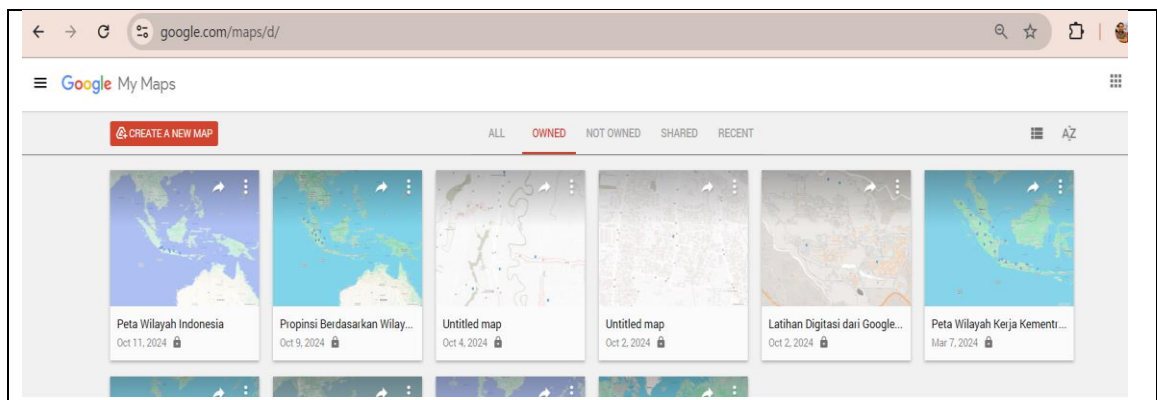 google.com/maps/d/
Google My Maps
CREATE A NEW MAP
ALL OWNED NOT OWNED SHARED RECENT
AZ
Peta Wilayah Indonesia
Oct 11, 2024
Propinsi Berdasarkan Wilay...
Oct 9, 2024
Untitled map
Oct 4, 2024
Untitled map
Oct 2, 2024
Latihan Digitasi dari Google...
Oct 2, 2024
Peta Wilayah Kerja Kementr...
Mar 7, 2024